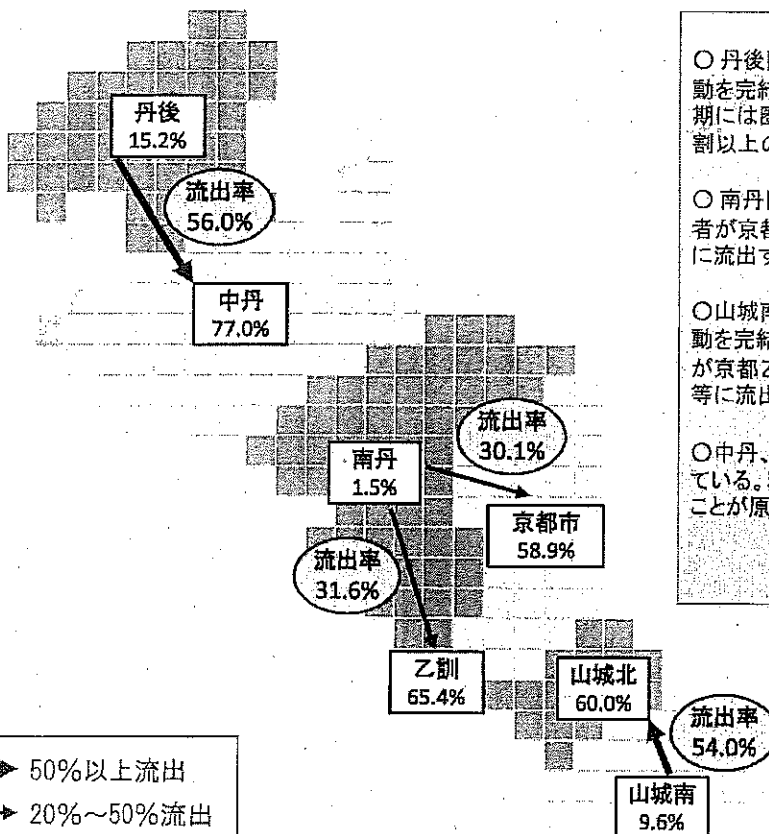 丹後
15.2%
流出率
56.0%
中丹
77.0%
流出率
30.1%
南丹
1.5%
京都市
58.9%
流出率
31.6%
乙訓
65.4%
山城北
60.0%
流出率
54.0%
山城南
9.6%
50%以上流出
20%～50%流出
〇 丹後
動を完結
期には
割以上の
〇 南丹
者が京都
に流出す
〇山城南
動を完結
が京都乙
等に流出
〇中丹、
ている。
ことが原